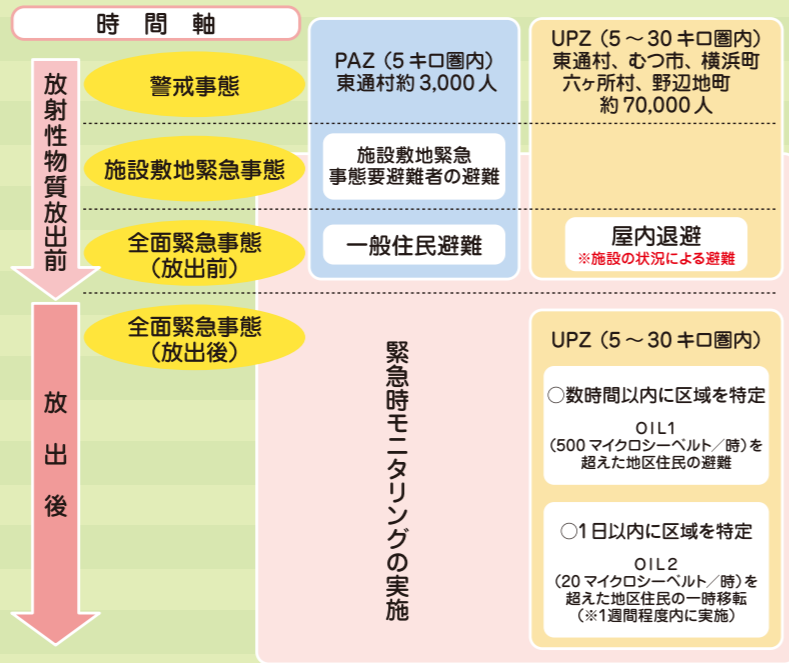 時間軸
放射性物質放出前
警戒事態
PAZ（5キロ圏内）
東通村約3,000人
UPZ（5～30キロ圏内）
東通村、むつ市、横浜町
六ヶ所村、野辺地町
約70,000人
施設敷地緊急事態
施設敷地緊急
事態要避難者の避難
全面緊急事態
（放出前）
一般住民避難
屋内退避
※施設の状況による避難
放出後
全面緊急事態
（放出後）
緊急時モニタリングの実施
UPZ（5～30キロ圏内）
○数時間以内に区域を特定
OIL1
（500マイクロシーベルト／時）を
超えた地区住民の避難
○1日以内に区域を特定
OIL2
（20マイクロシーベルト／時）を
超えた地区住民の一時移転
（※1週間程度内に実施）